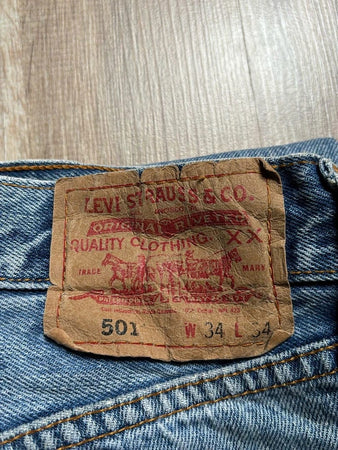 LEVI STRAUSS & CO.
ORIGINAL RIVETED
QUALITY CLOTHING XX
TRADE MARK
501 W 34 L 34